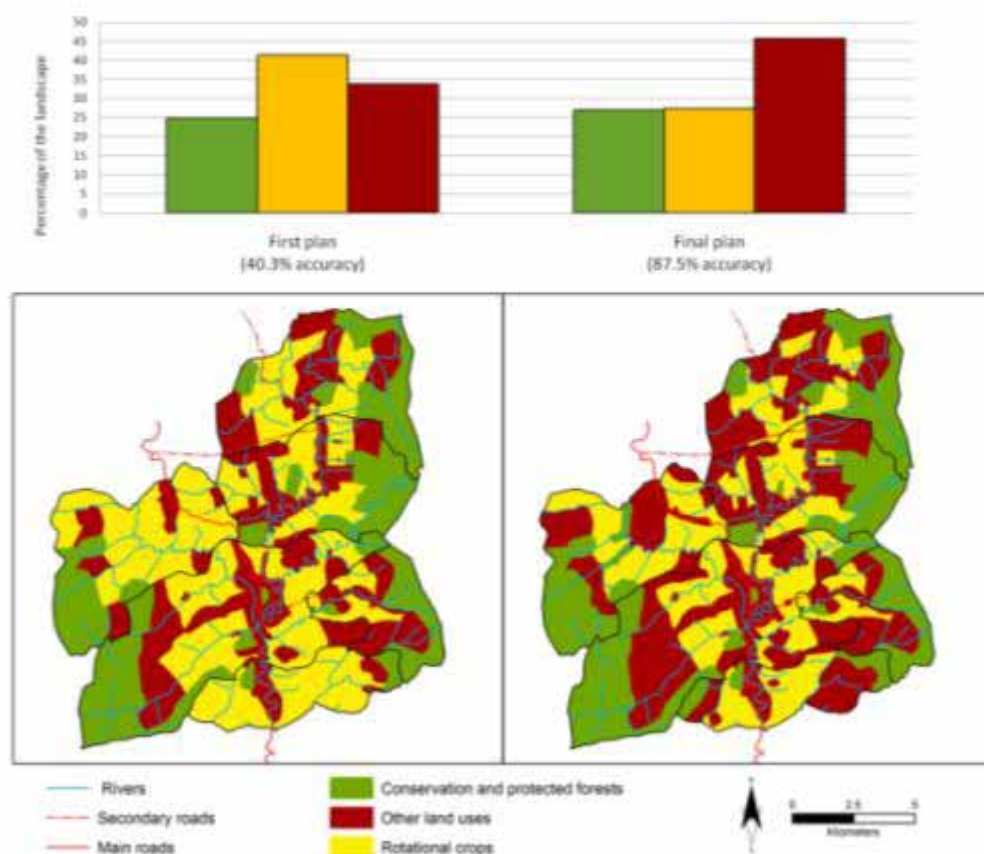 50
45
40
35
30
25
20
15
10
5
0
Percentage of the landscape
First plan
(40.3% accuracy)
Final plan
(87.5% accuracy)
Rivers
Secondary roads
Main roads
Conservation and protected forests
Other land uses
Rotational crops
0 2.5 5
Kilometers